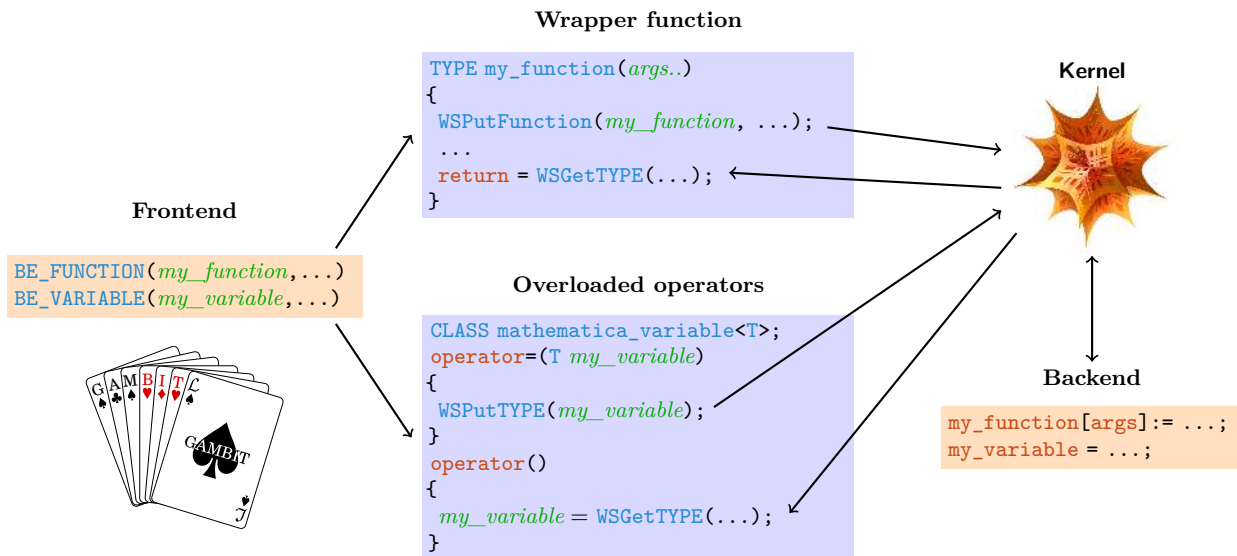 Wrapper function
TYPE my_function(args..)
{
WSPutFunction(my_function, ...);
...
return = WSGetTYPE(...);
}
Kernel
Frontend
BE_FUNCTION(my_function,...)
BE_VARIABLE(my_variable,...)
G A M B I T ℒ
GAMBIT
ℒ
Overloaded operators
CLASS mathematica_variable<T>;
operator=(T my_variable)
{
WSPutTYPE(my_variable);
}
operator()
{
my_variable = WSGetTYPE(...);
}
Backend
my_function[args]:= ...;
my_variable = ...;